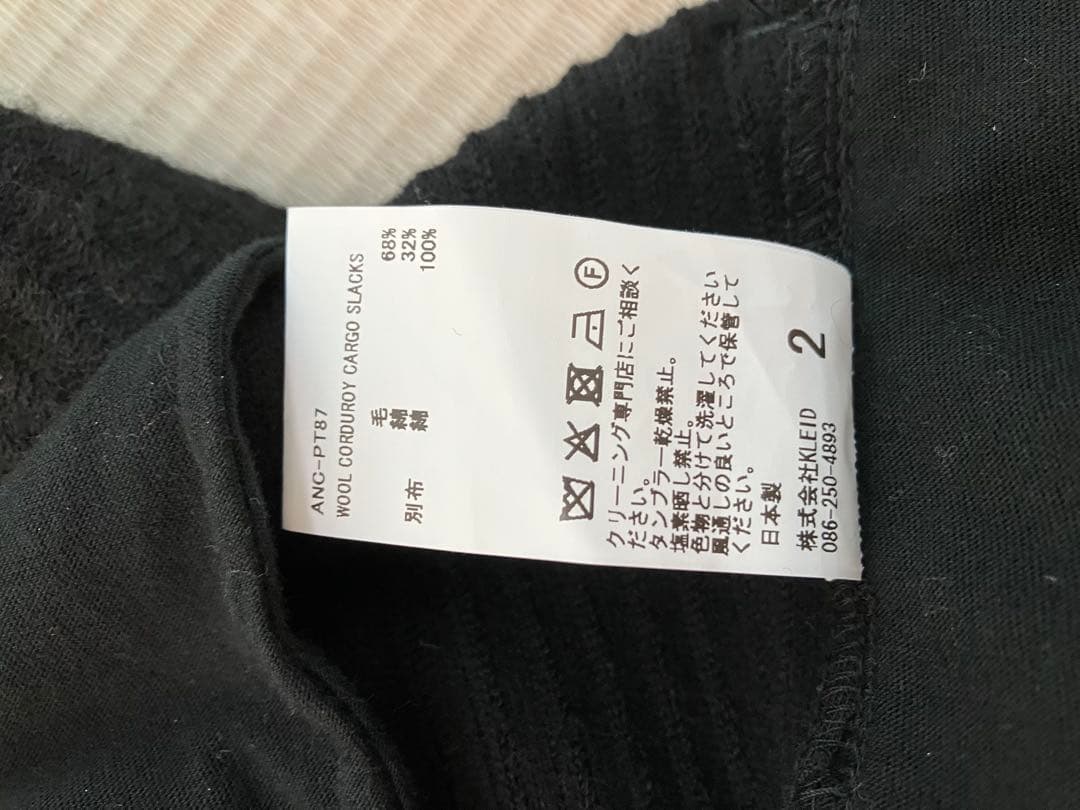 ANC-PT87
WOOL CORDUROY CARGO SLACKS
毛 68%
綿 32%
別布 綿 100%
F
クリーニング専門店にご相談く
ださい。
タンブラー乾燥禁止。
塩素晒し禁止。
色物と分けて洗濯してください
風通しの良いところで保管して
ください。
日本製
2
株式会社KLEID
086-250-4893